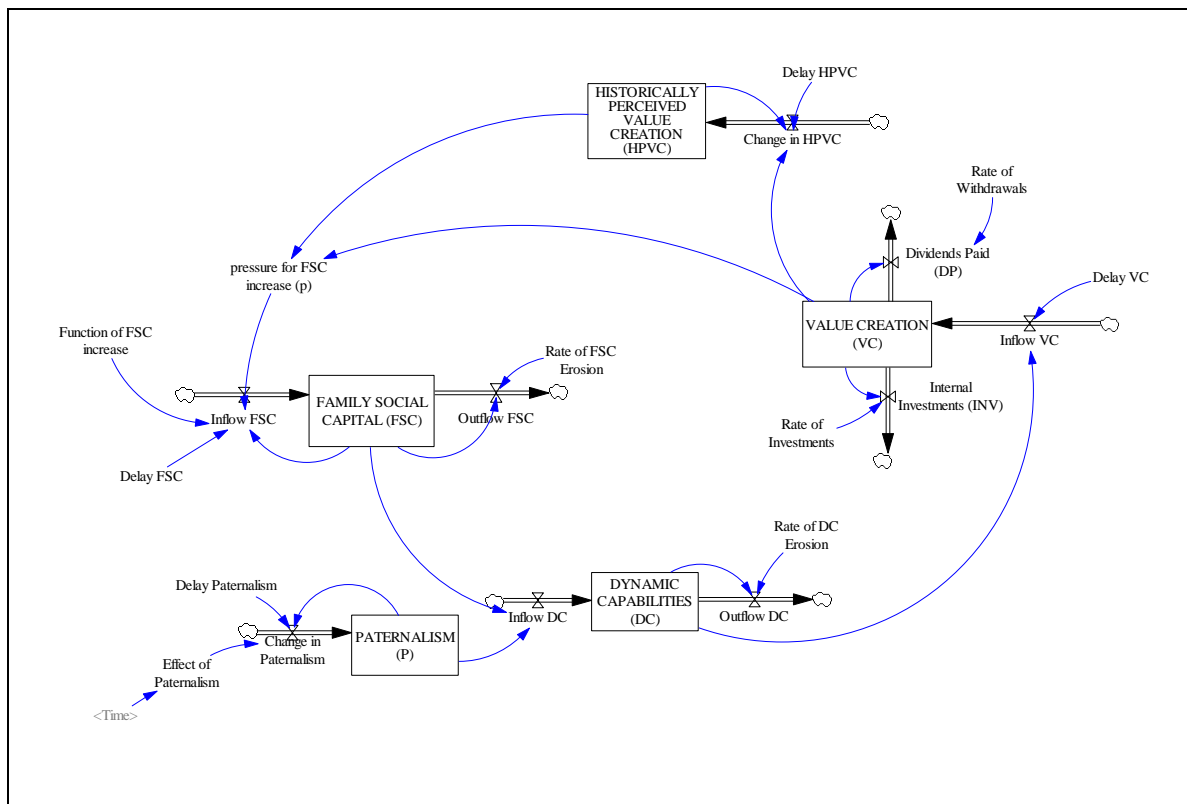 Delay HPVC
HISTORICALLY
PERCEIVED
VALUE
CREATION
(HPVC)
Change in HPVC
Rate of
Withdrawals
Dividends Paid
(DP)
pressure for FSC
increase (p)
Delay VC
VALUE CREATION
(VC)
Inflow VC
Function of FSC
increase
Rate of FSC
Erosion
FAMILY SOCIAL
CAPITAL (FSC)
Inflow FSC
Outflow FSC
Internal
Investments (INV)
Rate of
Investments
Delay FSC
Rate of DC
Erosion
Delay Paternalism
DYNAMIC
CAPABILITIES
(DC)
Inflow DC
Outflow DC
Change in
Paternalism
PATERNALISM
(P)
Effect of
Paternalism
<Time>